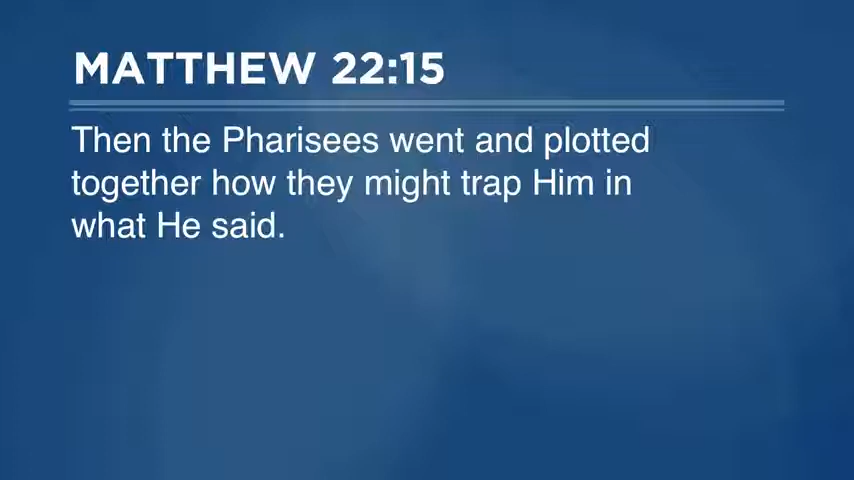 MATTHEW 22:15
Then the Pharisees went and plotted
together how they might trap Him in
what He said.